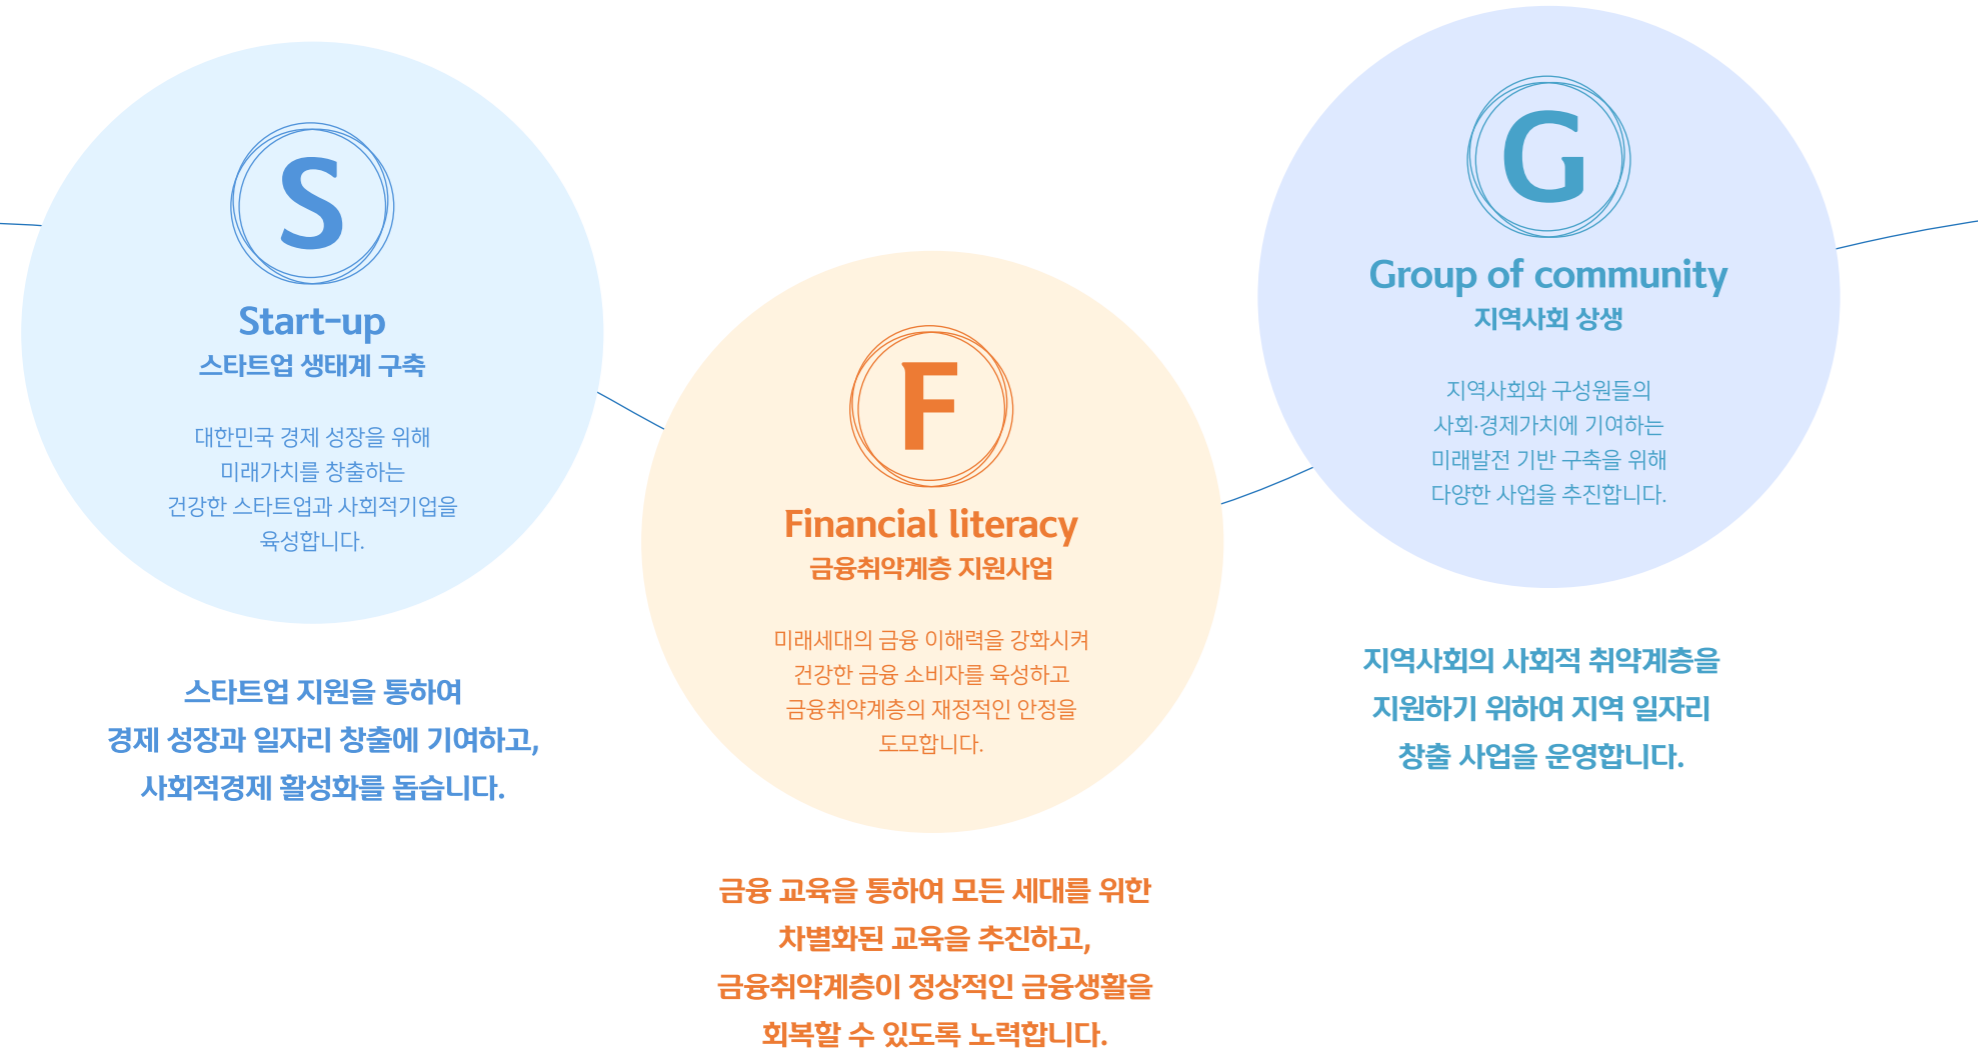 S
Start-up
스타트업 생태계 구축
대한민국 경제 성장을 위해
미래가치를 창출하는
건강한 스타트업과 사회적기업을
육성합니다.
스타트업 지원을 통하여
경제 성장과 일자리 창출에 기여하고,
사회적경제 활성화를 돕습니다.
F
Financial literacy
금융취약계층 지원사업
미래세대의 금융 이해력을 강화시켜
건강한 금융 소비자를 육성하고
금융취약계층의 재정적인 안정을
도모합니다.
금융 교육을 통하여 모든 세대를 위한
차별화된 교육을 추진하고,
금융취약계층이 정상적인 금융생활을
회복할 수 있도록 노력합니다.
G
Group of community
지역사회 상생
지역사회와 구성원들의
사회·경제가치에 기여하는
미래발전 기반 구축을 위해
다양한 사업을 추진합니다.
지역사회의 사회적 취약계층을
지원하기 위하여 지역 일자리
창출 사업을 운영합니다.